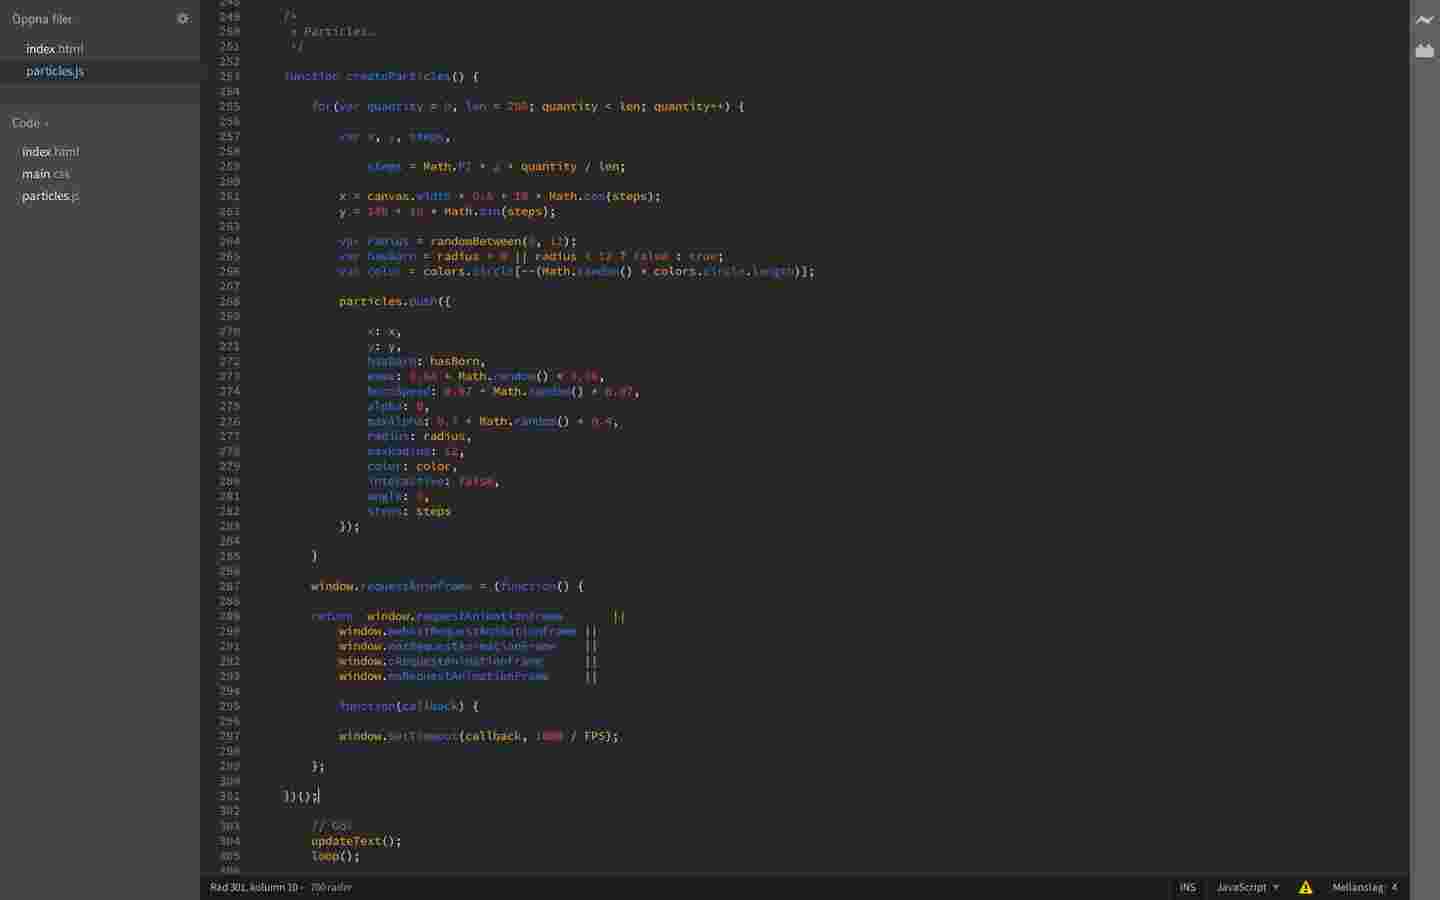 Öppna filer
index.html
particles.js
Code
index.html
main.css
particles.js
249 /*
250 * Particles.
251 */
252
253 function createParticles() {
254
255 for(var quantity = 0, len = 200; quantity < len; quantity++) {
256
257 var x, y, steps,
258
259 steps = Math.PI * 2 * quantity / len;
260
261 x = canvas.width * 0.5 + 10 * Math.cos(steps);
262 y = 180 + 10 * Math.sin(steps);
263
264 var radius = randomBetween(0, 12);
265 var hasBorn = radius > 0 || radius < 12 ? false : true;
266 var color = colors.circle[~~(Math.random() * colors.circle.length)];
267
268 particles.push({
269
270 x: x,
271 y: y,
272 hasBorn: hasBorn,
273 ease: + Math.random() *
274 bornSpeed: 0.07 + Math.random() * 0.07,
275 alpha: 0,
276 maxAlpha: 0.7 + Math.random() * 0.4,
277 radius: radius,
278 maxRadius: 12,
279 color: color,
280 interactive: false,
281 angle: 0,
282 steps: steps
283 });
284
285 }
286
287 window.requestAnimFrame = (function() {
288
289 return window.requestAnimationFrame ||
290 window.webkitRequestAnimationFrame ||
291 window.mozRequestAnimationFrame ||
292 window.oRequestAnimationFrame ||
293 window.msRequestAnimationFrame ||
294
295 function(callback) {
296
297 window.setTimeout(callback, 1000 / FPS);
298
299 };
300
301 })();
302
303 // Go!
304 updateText();
305 loop();
Rad 301, kolumn 10 - 700 rader
INS JavaScript Mellanslag: 4